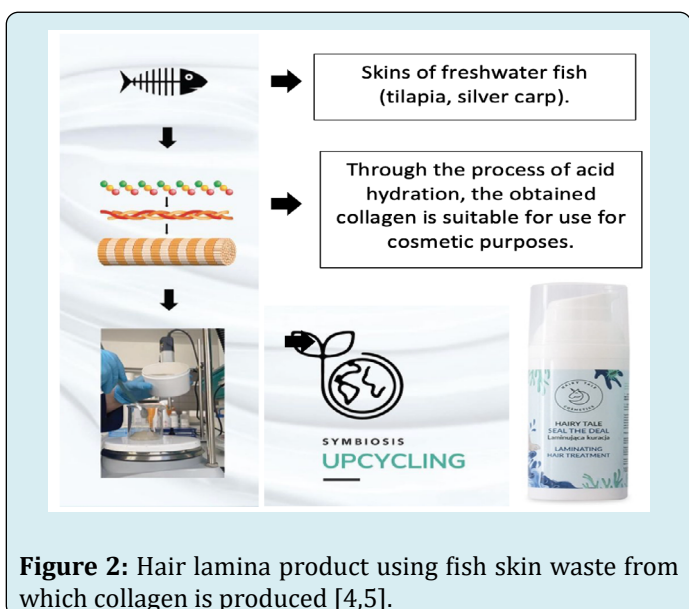 Skins of freshwater fish
(tilapia, silver carp).
Through the process of acid
hydration, the obtained
collagen is suitable for use for
cosmetic purposes.
SYMBIOSIS
UPCYCLING
HAIRY TALE
COSMETICS
HAIRY TALE
SEAL THE DEAL
Laminująca kuracja
LAMINATING
HAIR TREATMENT
Figure 2: Hair lamina product using fish skin waste from
which collagen is produced [4,5].